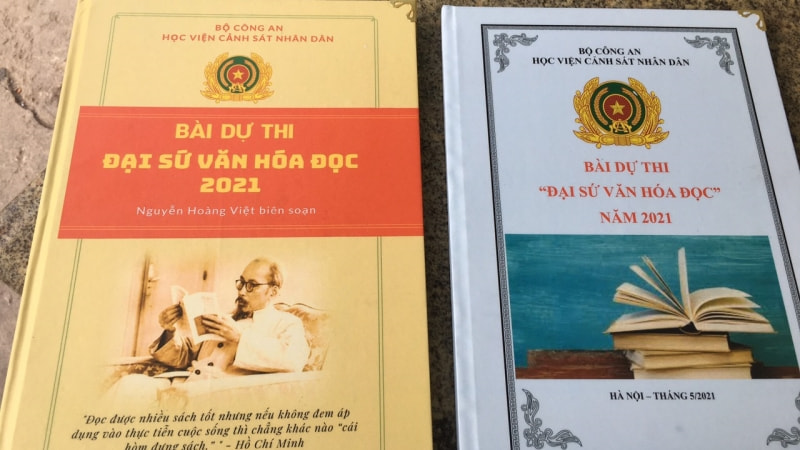 BỘ CÔNG AN
HỌC VIỆN CẢNH SÁT NHÂN DÂN
BÀI DỰ THI
ĐẠI SỨ VĂN HÓA ĐỌC
2021
Nguyễn Hoàng Việt biên soạn
"Đọc được nhiều sách tốt nhưng nếu không đem áp
dụng vào thực tiễn cuộc sống thì chẳng khác nào "cái
hòm đựng sách." " - Hồ Chí Minh
BỘ CÔNG AN
HỌC VIỆN CẢNH SÁT NHÂN DÂN
BÀI DỰ THI
“ĐẠI SỨ VĂN HÓA ĐỌC”
NĂM 2021
HÀ NỘI – THÁNG 5/2021